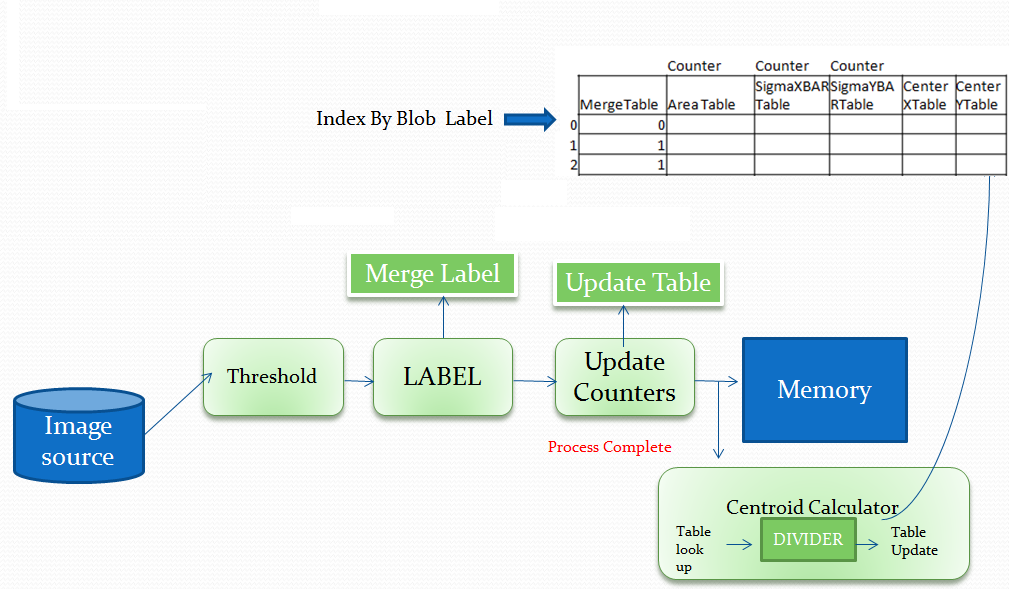 Counter Counter Counter
MergeTable Area Table SigmaXBAR Table SigmaYBA RTable Center XTable Center YTable
Index By Blob Label
0 0
1 1
2 1
Merge Label
Update Table
Threshold
LABEL
Update
Counters
Memory
Image
source
Process Complete
Centroid Calculator
Table
look
up
DIVIDER
Table
Update